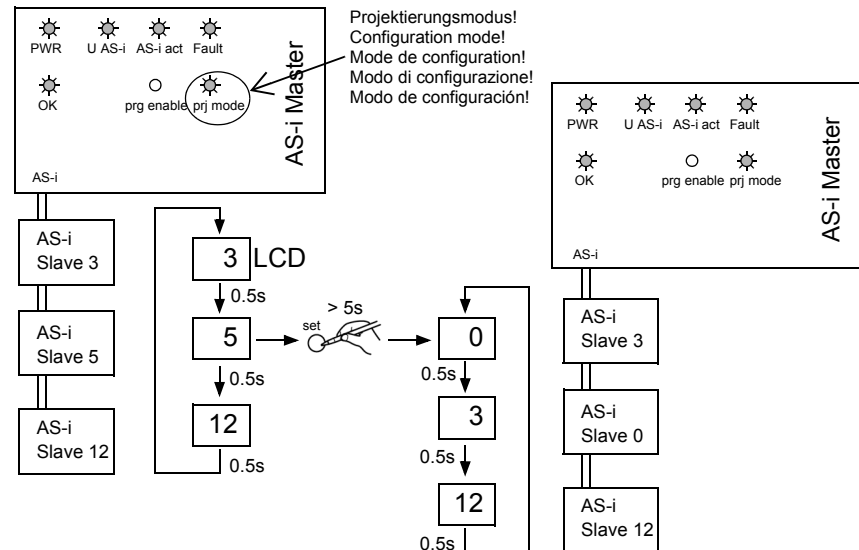 PWR U AS-i AS-i act Fault
OK prg enable prj mode
AS-i Master
AS-i
Projektierungsmodus!
Configuration mode!
Mode de configuration!
Modo di configurazione!
Modo de configuración!
AS-i
Slave 3
AS-i
Slave 5
AS-i
Slave 12
3 LCD
0.5s
5
0.5s
12
0.5s
> 5s
set
0
0.5s
3
0.5s
12
0.5s
PWR U AS-i AS-i act Fault
OK prg enable prj mode
AS-i Master
AS-i
AS-i
Slave 3
AS-i
Slave 0
AS-i
Slave 12